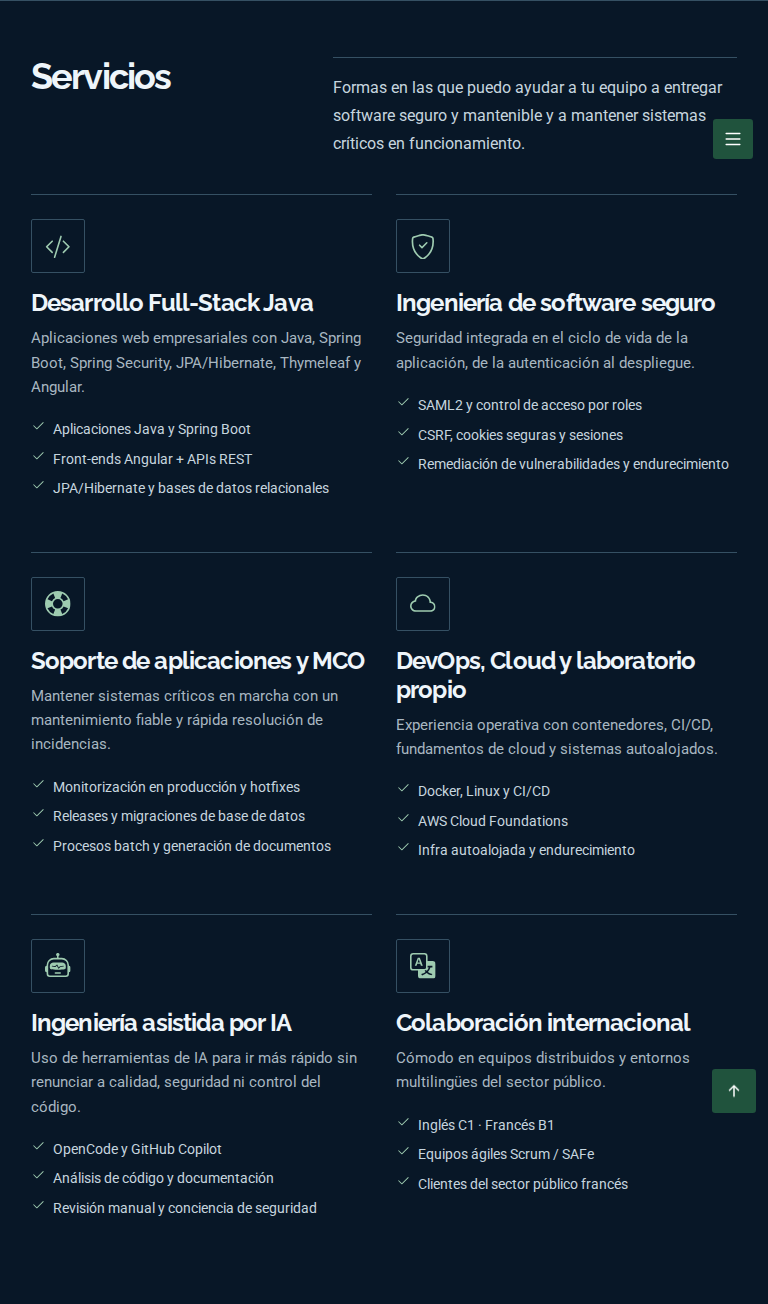 Servicios
Formas en las que puedo ayudar a tu equipo a entregar
software seguro y mantenible y a mantener sistemas
críticos en funcionamiento.
Desarrollo Full-Stack Java
Aplicaciones web empresariales con Java, Spring
Boot, Spring Security, JPA/Hibernate, Thymeleaf y
Angular.
Aplicaciones Java y Spring Boot
Front-ends Angular + APIs REST
JPA/Hibernate y bases de datos relacionales
Ingeniería de software seguro
Seguridad integrada en el ciclo de vida de la
aplicación, de la autenticación al despliegue.
SAML2 y control de acceso por roles
CSRF, cookies seguras y sesiones
Remediación de vulnerabilidades y endurecimiento
Soporte de aplicaciones y MCO
Mantener sistemas críticos en marcha con un
mantenimiento fiable y rápida resolución de
incidencias.
Monitorización en producción y hotfixes
Releases y migraciones de base de datos
Procesos batch y generación de documentos
DevOps, Cloud y laboratorio
propio
Experiencia operativa con contenedores, CI/CD,
fundamentos de cloud y sistemas autoalojados.
Docker, Linux y CI/CD
AWS Cloud Foundations
Infra autoalojada y endurecimiento
Ingeniería asistida por IA
Uso de herramientas de IA para ir más rápido sin
renunciar a calidad, seguridad ni control del
código.
OpenCode y GitHub Copilot
Análisis de código y documentación
Revisión manual y conciencia de seguridad
A
Colaboración internacional
Cómodo en equipos distribuidos y entornos
multilingües del sector público.
Inglés C1 · Francés B1
Equipos ágiles Scrum / SAFe
Clientes del sector público francés